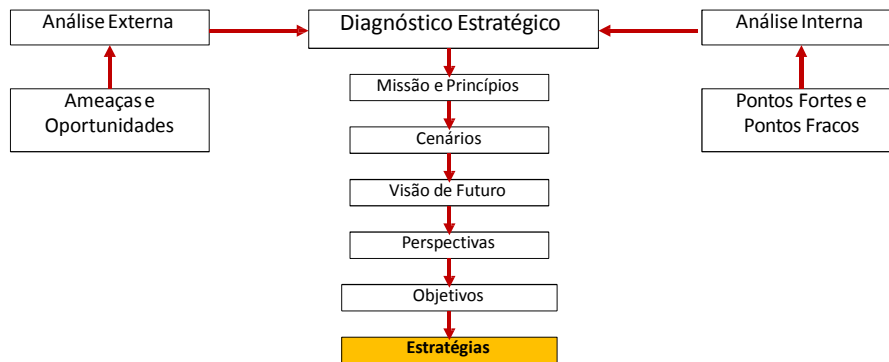 Análise Externa
Diagnóstico Estratégico
Análise Interna
Ameaças e
Oportunidades
Missão e Princípios
Pontos Fortes e
Pontos Fracos
Cenários
Visão de Futuro
Perspectivas
Objetivos
Estratégias